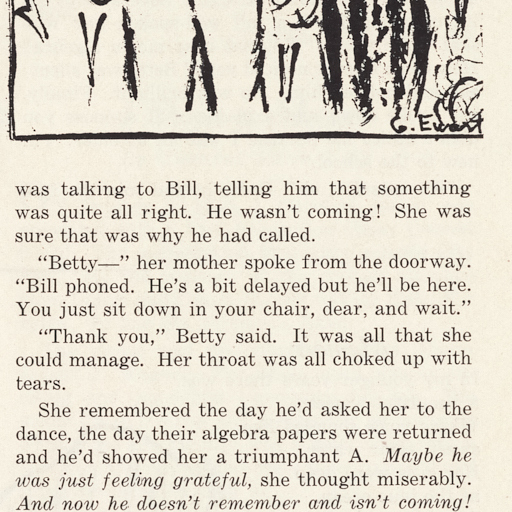 G. Ewart
was talking to Bill, telling him that something
was quite all right. He wasn't coming! She was
sure that was why he had called.
"Betty—" her mother spoke from the doorway.
"Bill phoned. He's a bit delayed but he'll be here.
You just sit down in your chair, dear, and wait."
"Thank you," Betty said. It was all that she
could manage. Her throat was all choked up with
tears.
She remembered the day he'd asked her to the
dance, the day their algebra papers were returned
and he'd showed her a triumphant A. Maybe he
was just feeling grateful, she thought miserably.
And now he doesn't remember and isn't coming!